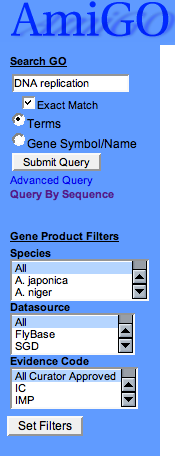 AmiGO
Search GO
DNA replication
Exact Match
Terms
Gene Symbol/Name
Submit Query
Advanced Query
Query By Sequence
Gene Product Filters
Species
All
A. japonica
A. niger
Datasource
All
FlyBase
SGD
Evidence Code
All Curator Approved
IC
IMP
Set Filters